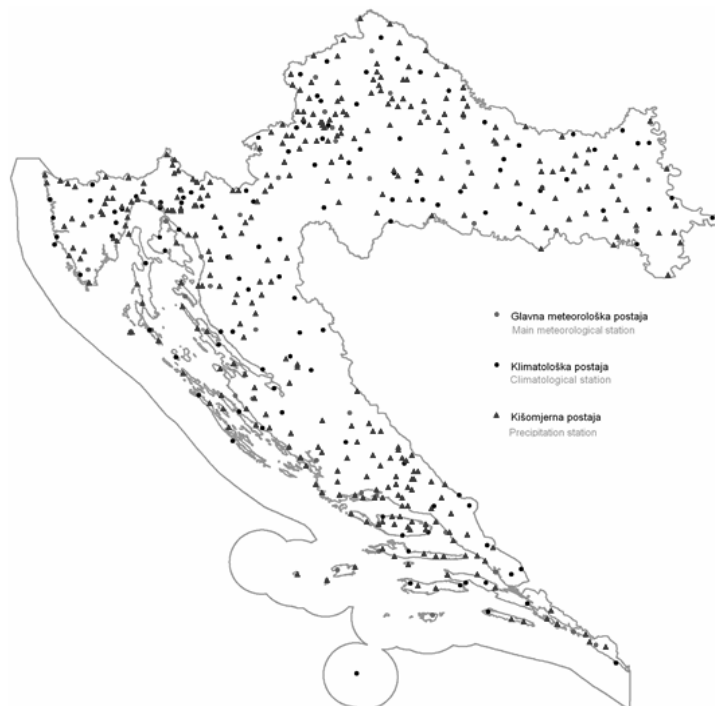 Glavna meteorološka postaja
Main meteorological station
Klimatološka postaja
Climatological station
Kišomjerna postaja
Precipitation station